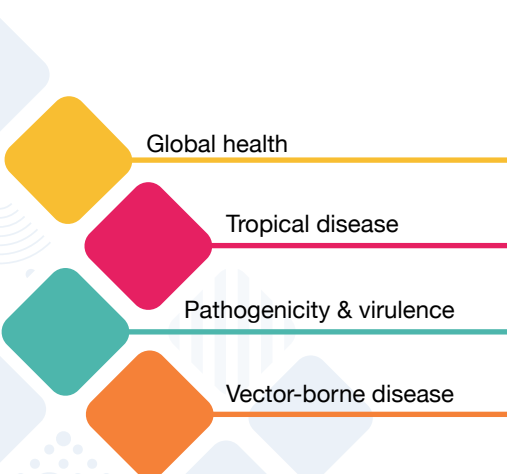 Global health
Tropical disease
Pathogenicity & virulence
Vector-borne disease